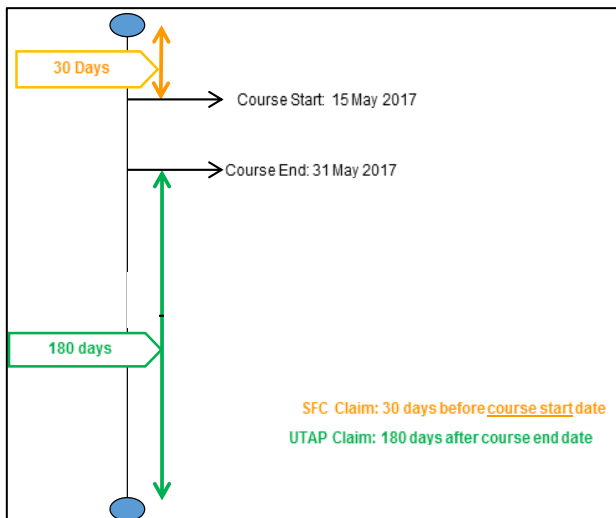 30 Days
Course Start: 15 May 2017
Course End: 31 May 2017
180 days
SFC Claim: 30 days before course start date
UTAP Claim: 180 days after course end date